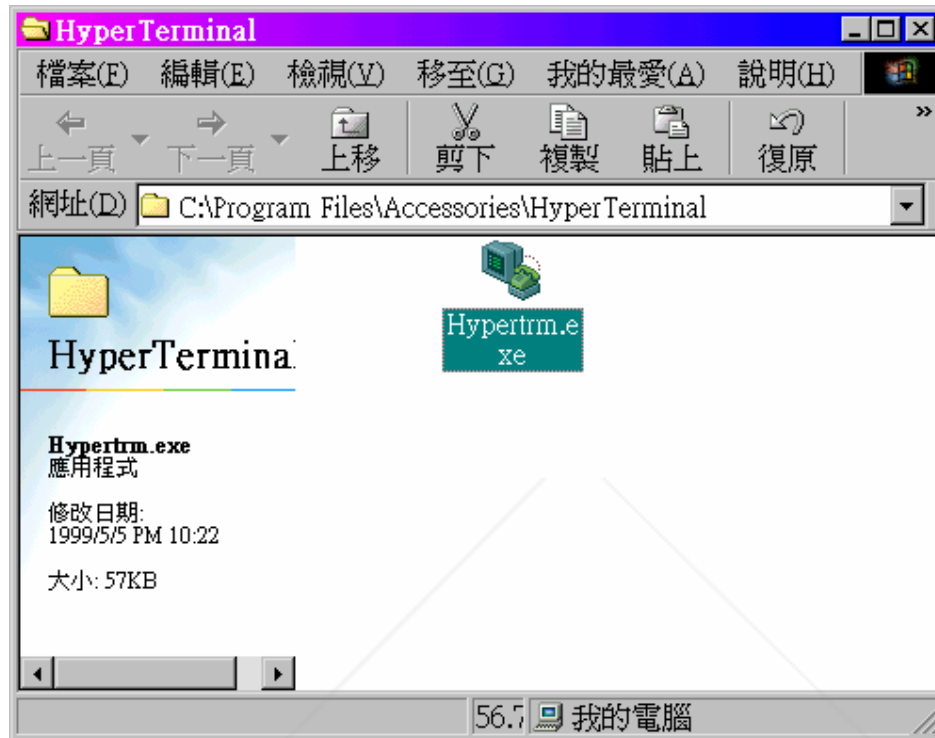 HyperTerminal
檔案(F) 編輯(E) 檢視(V) 移至(G) 我的最愛(A) 說明(H)
上一頁 下一頁 上移 剪下 複製 貼上 復原 »
網址(D) C:\Program Files\Accessories\HyperTerminal
HyperTermina
Hypertrm.e
xe
Hypertrm.exe
應用程式
修改日期:
1999/5/5 PM 10:22
大小: 57KB
56.7 我的電腦